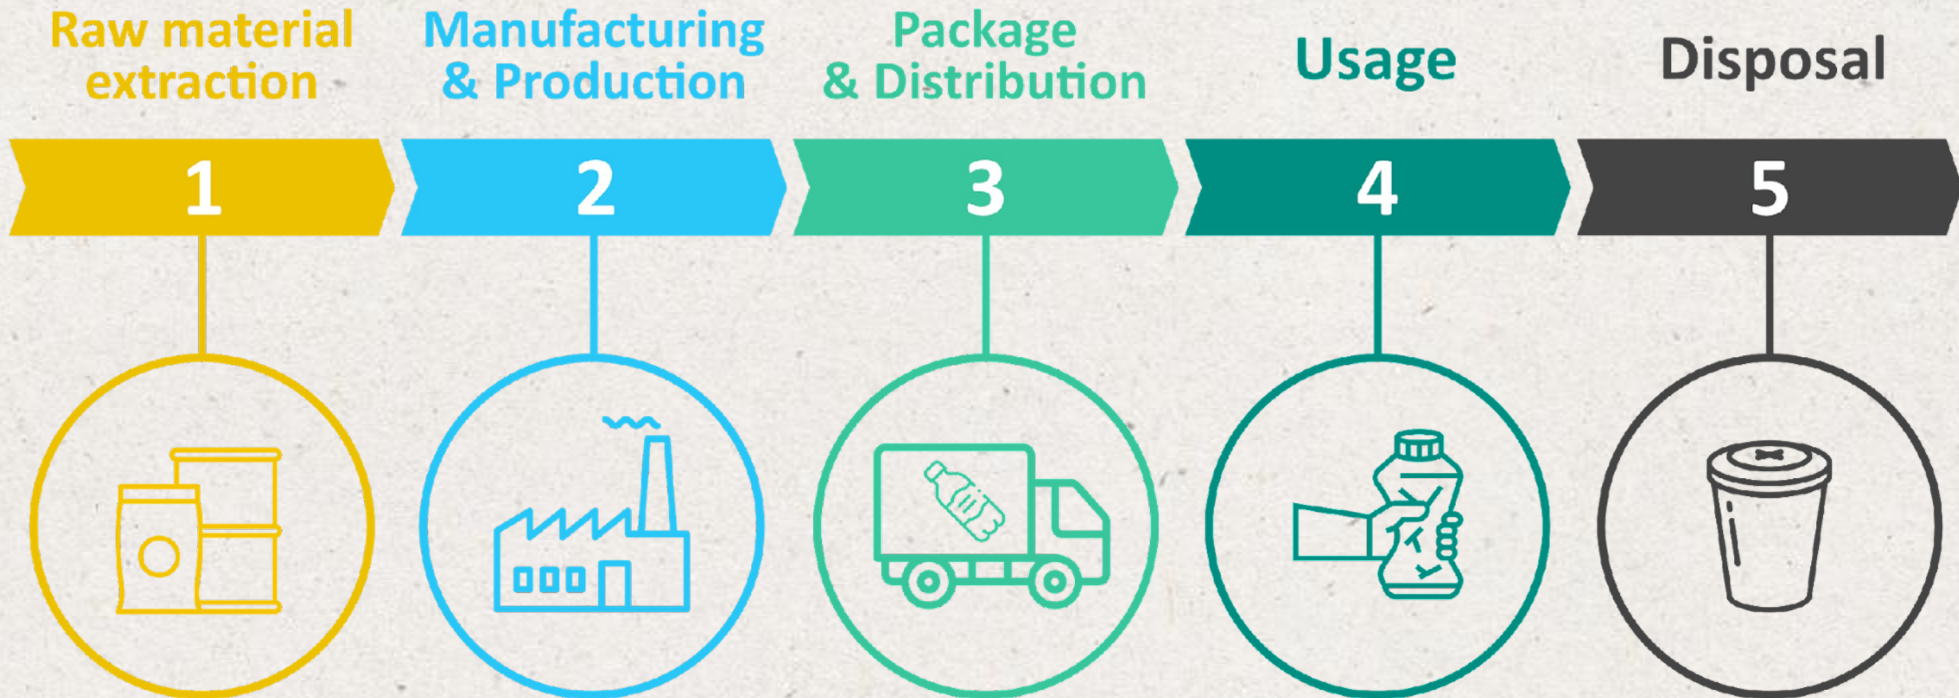 Raw material
extraction
Manufacturing
& Production
Package
& Distribution
Usage
Disposal
1
2
3
4
5